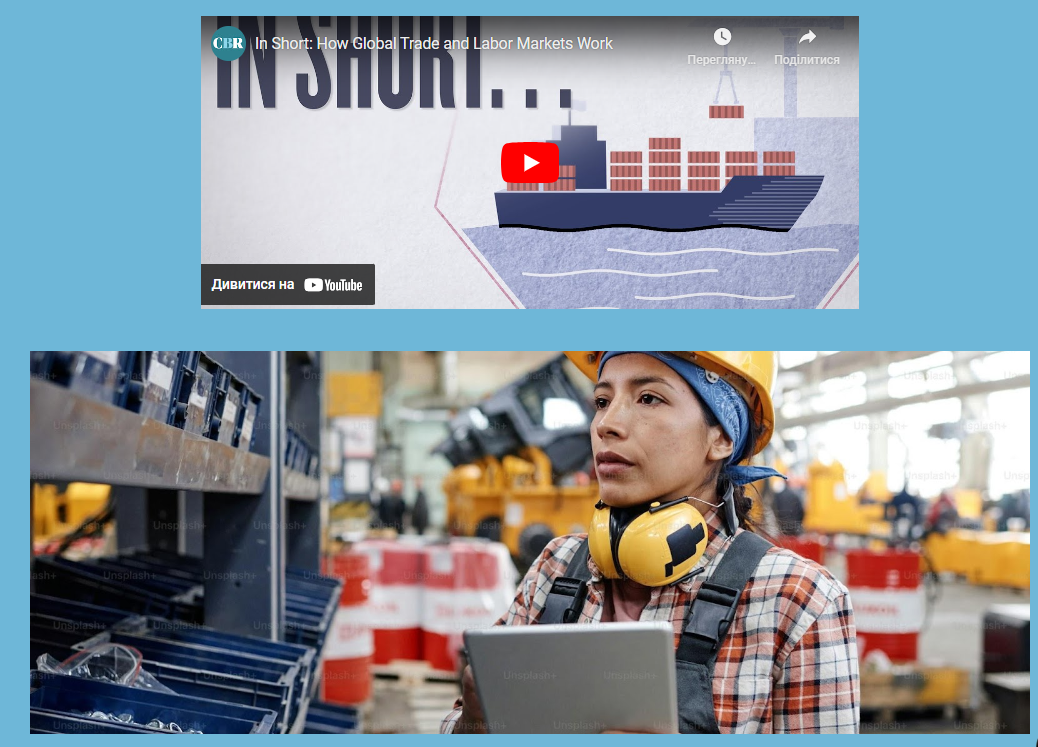 IN SHORT...
CBR
In Short: How Global Trade and Labor Markets Work
Перегляну...
Поділитися
Дивитися на YouTube
Unsplash+